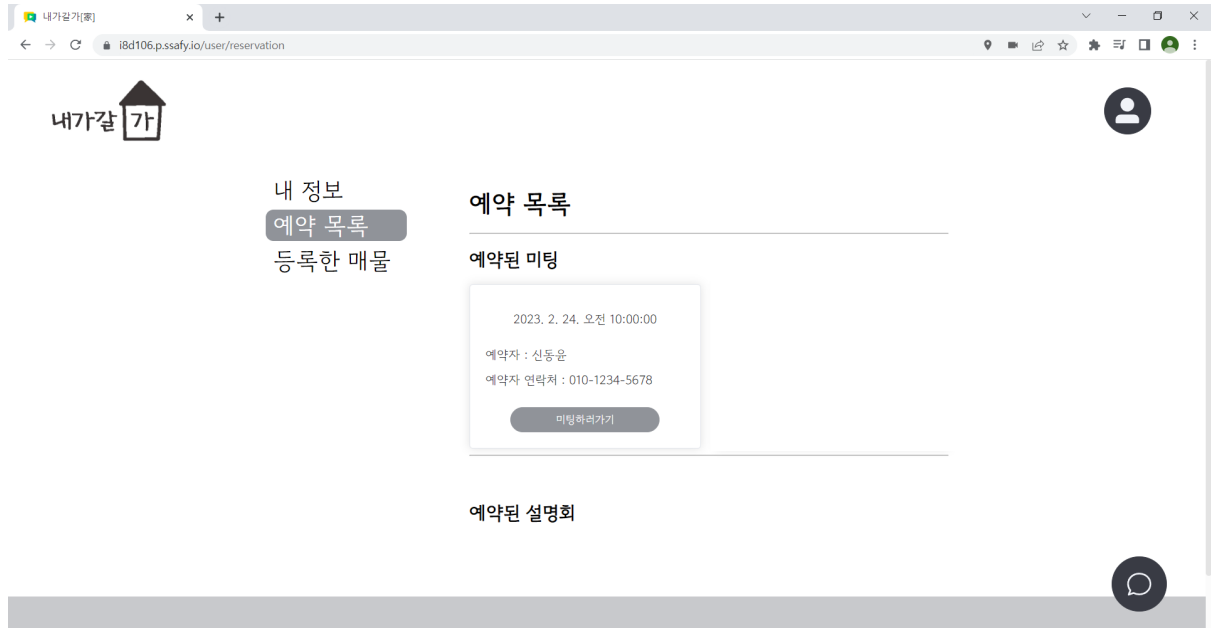 내가갈가[家]
i8d106.p.ssafy.io/user/reservation
내가갈 가
내 정보
예약 목록
등록한 매물
예약 목록
예약된 미팅
2023. 2. 24. 오전 10:00:00
예약자 : 신동윤
예약자 연락처 : 010-1234-5678
미팅하러가기
예약된 설명회